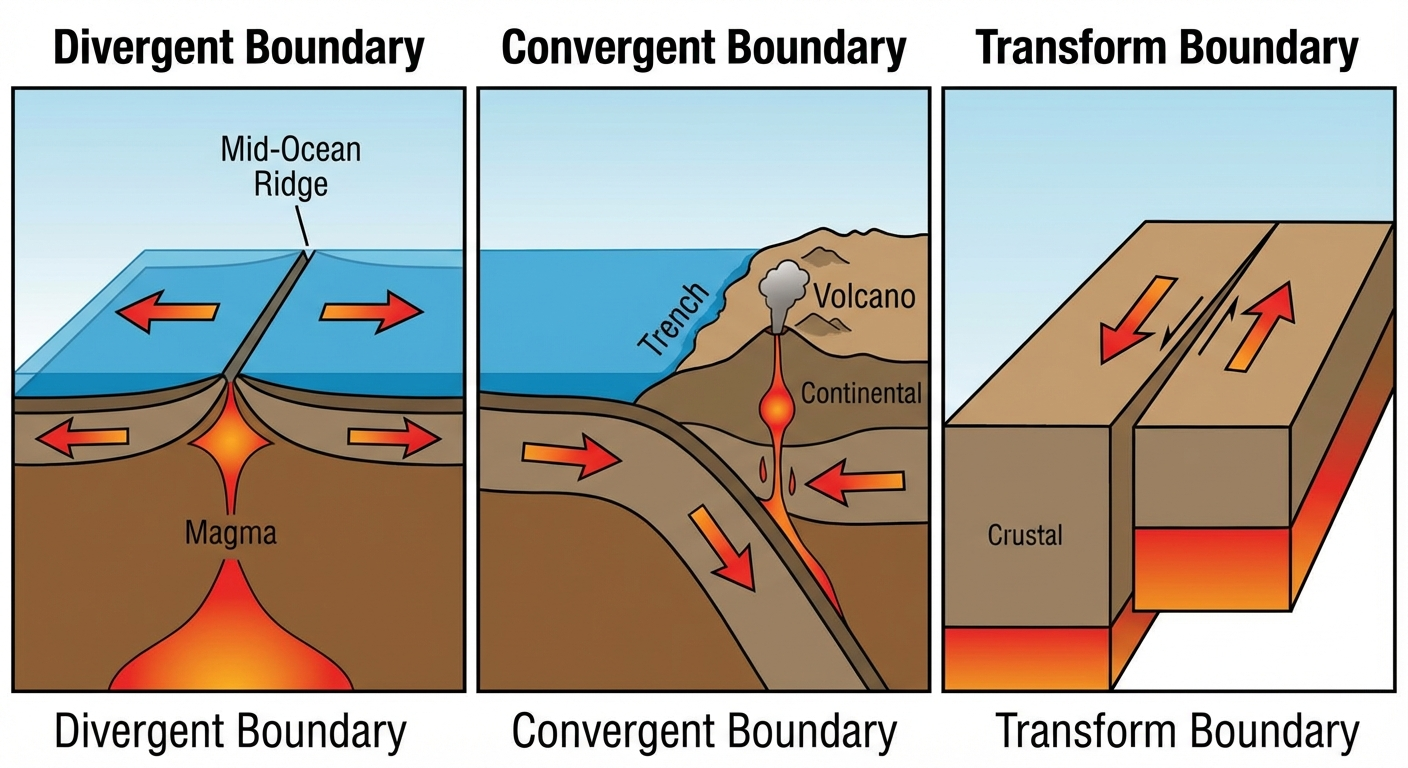 Divergent Boundary
Convergent Boundary
Transform Boundary
Mid-Ocean
Ridge
Magma
Trench
Volcano
Continental
Crustal
Divergent Boundary
Convergent Boundary
Transform Boundary